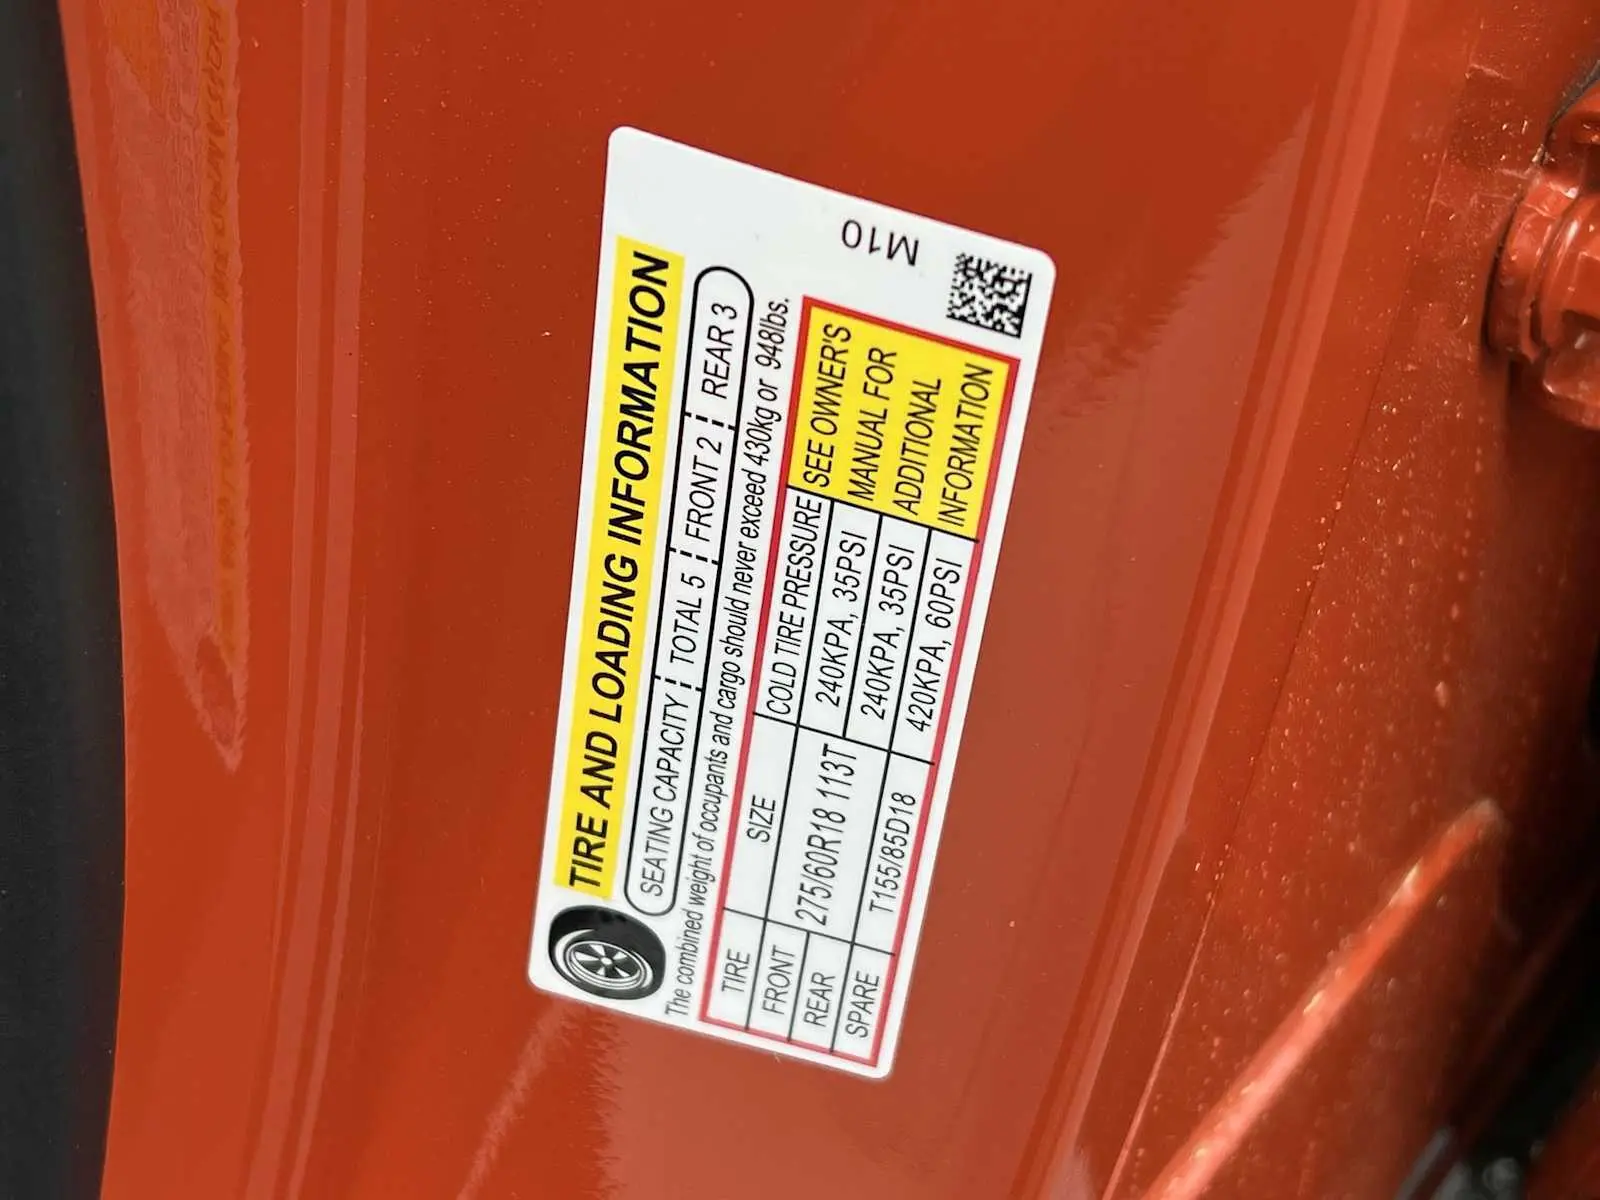 TIRE AND LOADING INFORMATION
SEATING CAPACITY TOTAL 5 FRONT 2 REAR 3
The combined weight of occupants and cargo should never exceed 430kg or 948lbs.
TIRE SIZE COLD TIRE PRESSURE
FRONT 275/60R18 113T 240KPA, 35PSI
REAR 240KPA, 35PSI
SPARE T155/85D18 420KPA, 60PSI
SEE OWNER'S
MANUAL FOR
ADDITIONAL
INFORMATION
M10